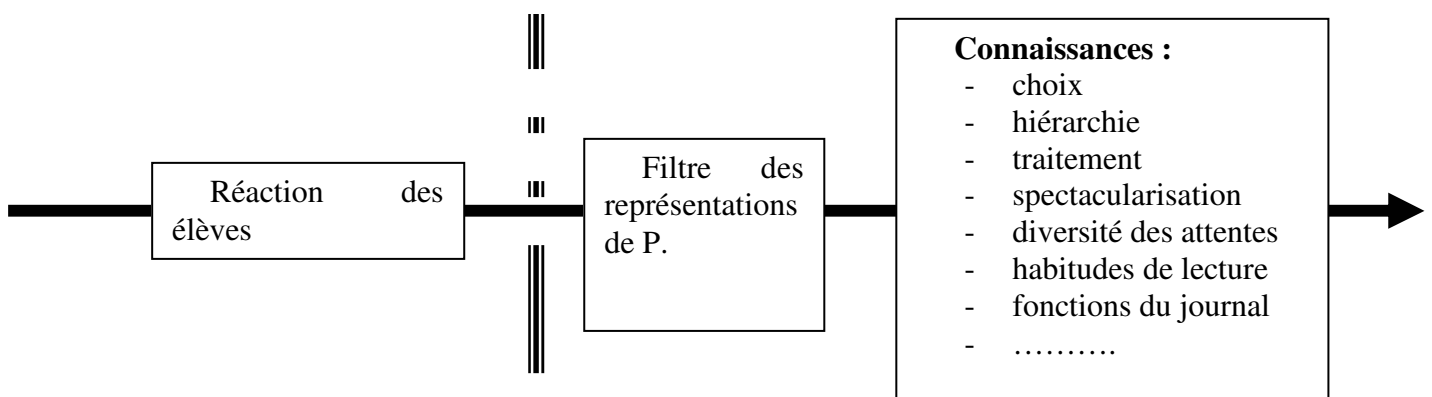 Réaction des
élèves
Filtre des
représentations
de P.
Connaissances :
- choix
- hiérarchie
- traitement
- spectacularisation
- diversité des attentes
- habitudes de lecture
- fonctions du journal
- ……….